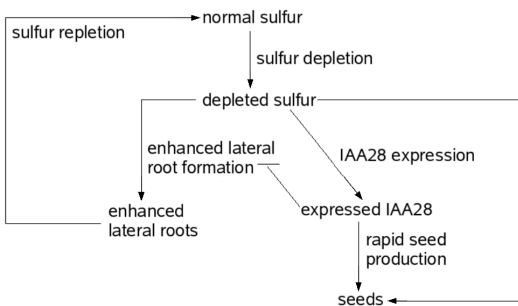 normal sulfur
sulfur repletion
sulfur depletion
depleted sulfur
enhanced lateral
root formation
IAA28 expression
enhanced
lateral roots
expressed IAA28
rapid seed
production
seeds